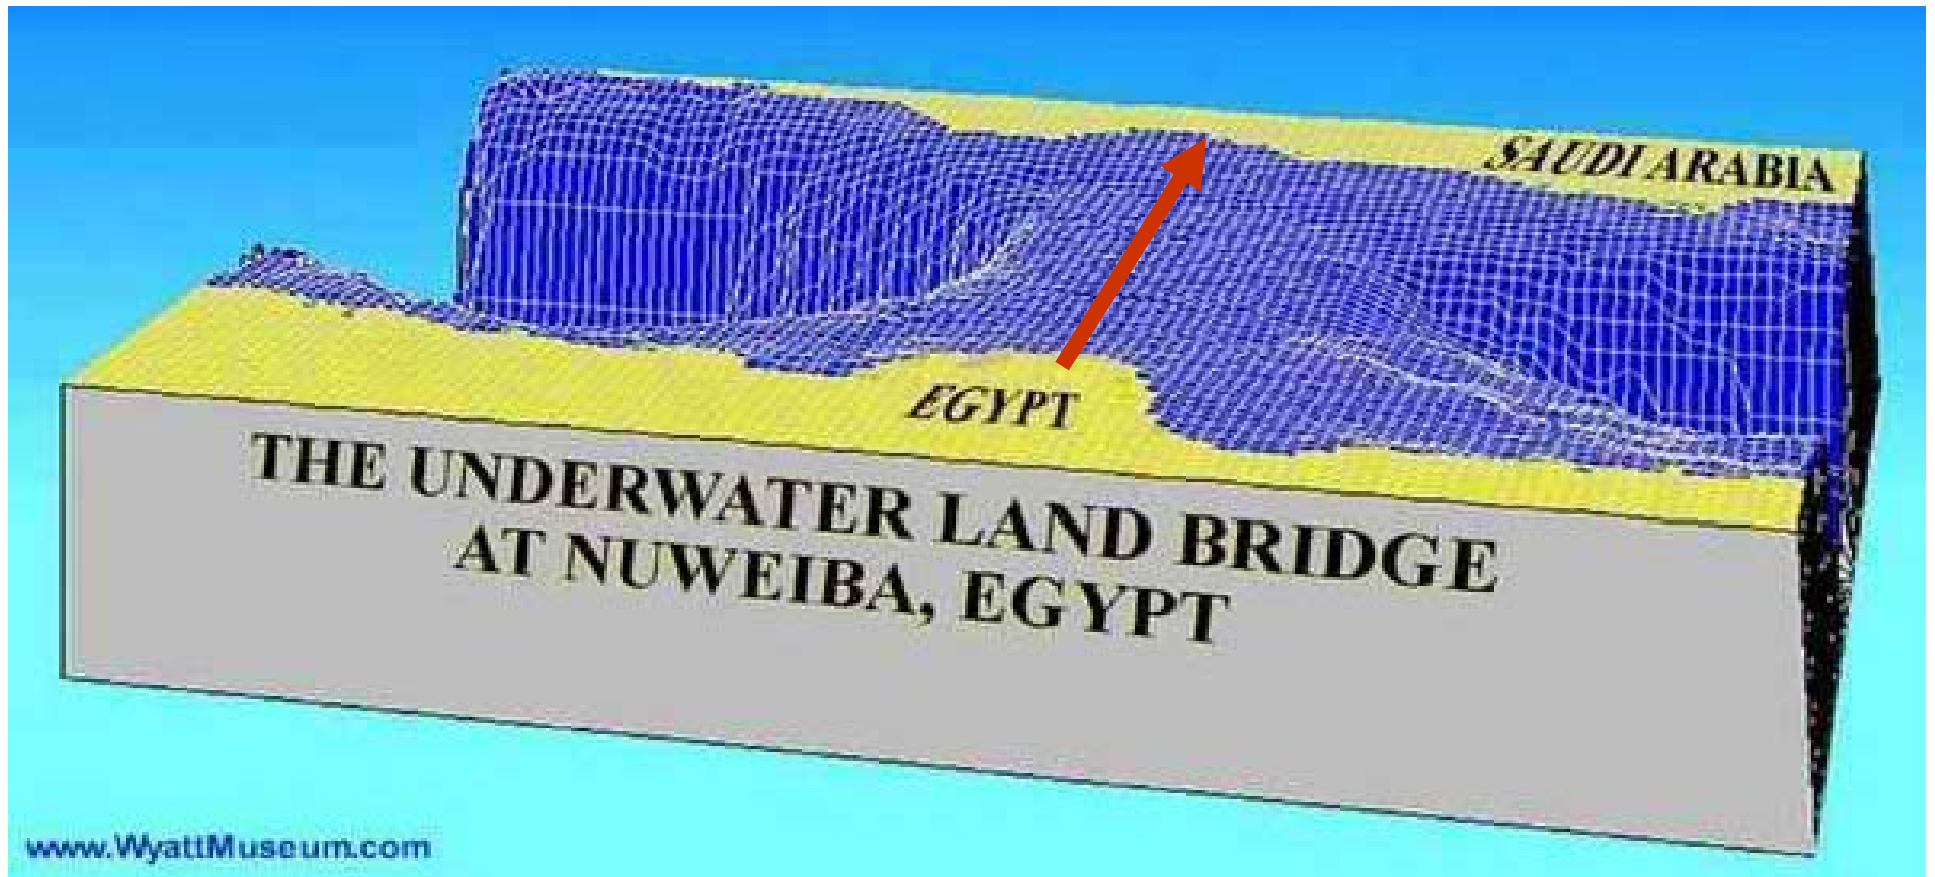 SAUDI ARABIA
EGYPT
THE UNDERWATER LAND BRIDGE
AT NUWEIBA, EGYPT
www.WyattMuseum.com